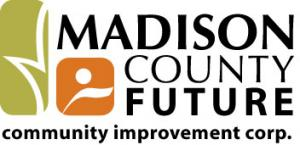 MADISON
COUNTY
FUTURE
community improvement corp.